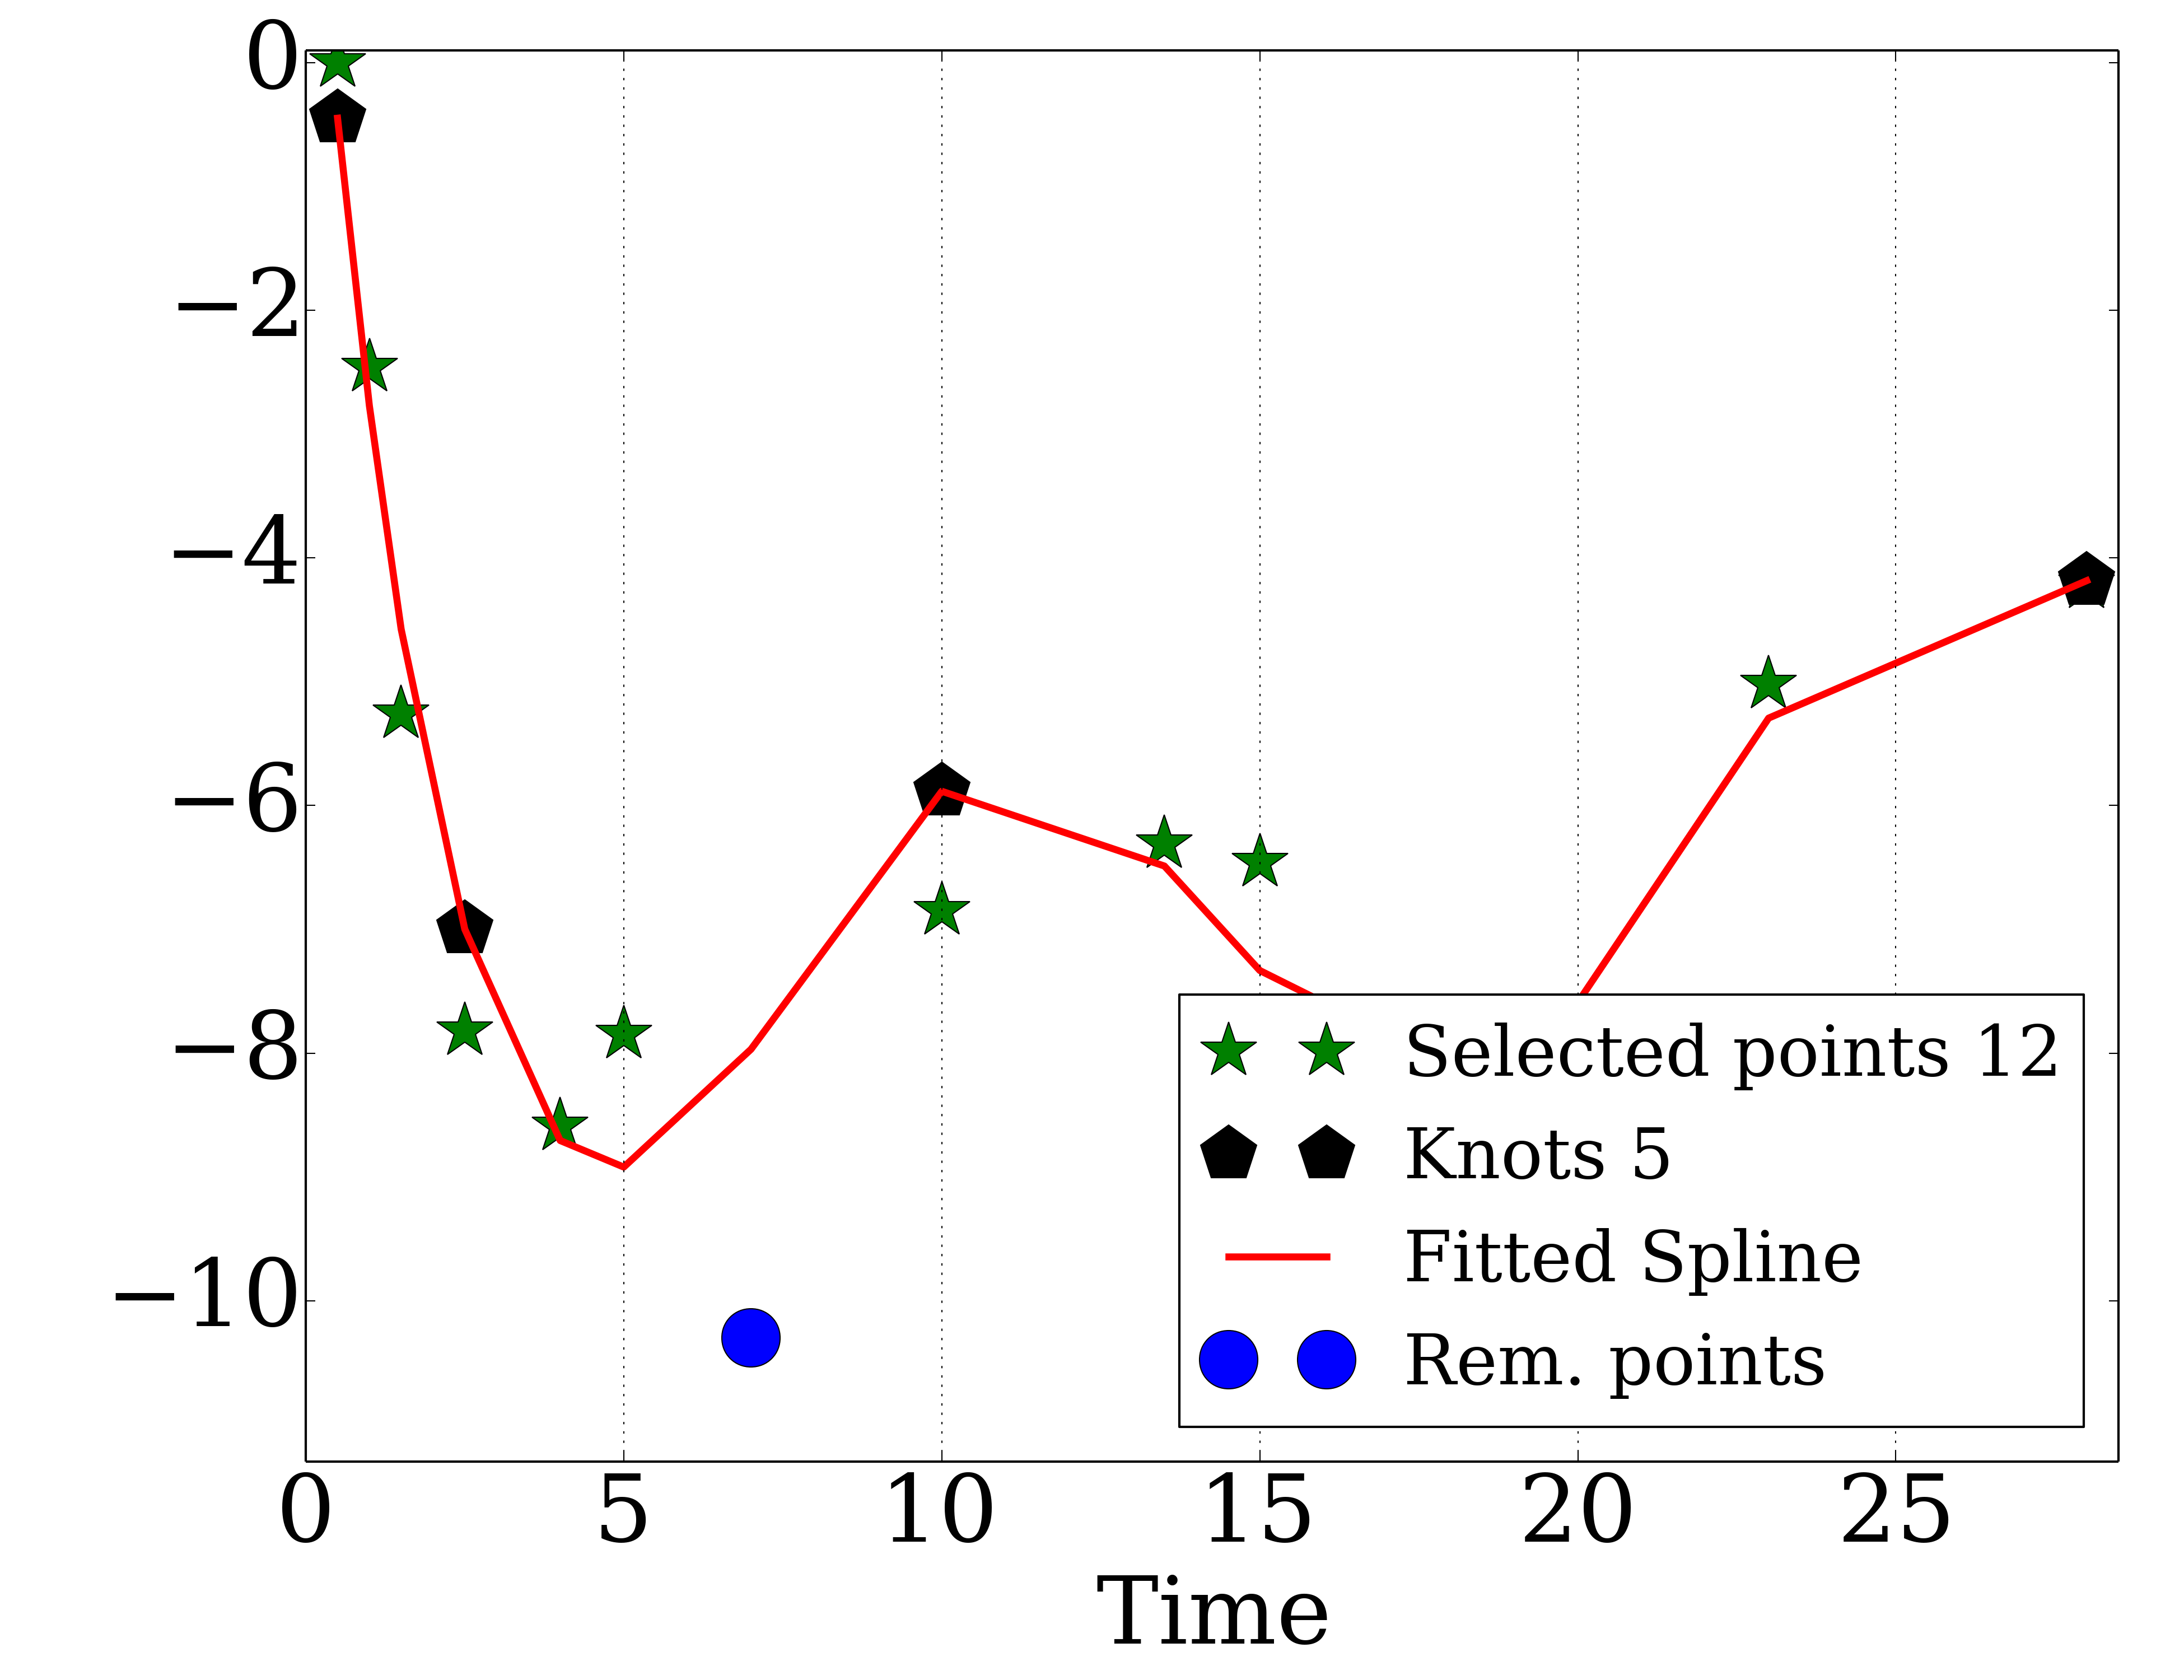 0
−2
−4
−6
−8
−10
Selected points 12
Knots 5
Fitted Spline
Rem. points
0 5 10 15 20 25
Time